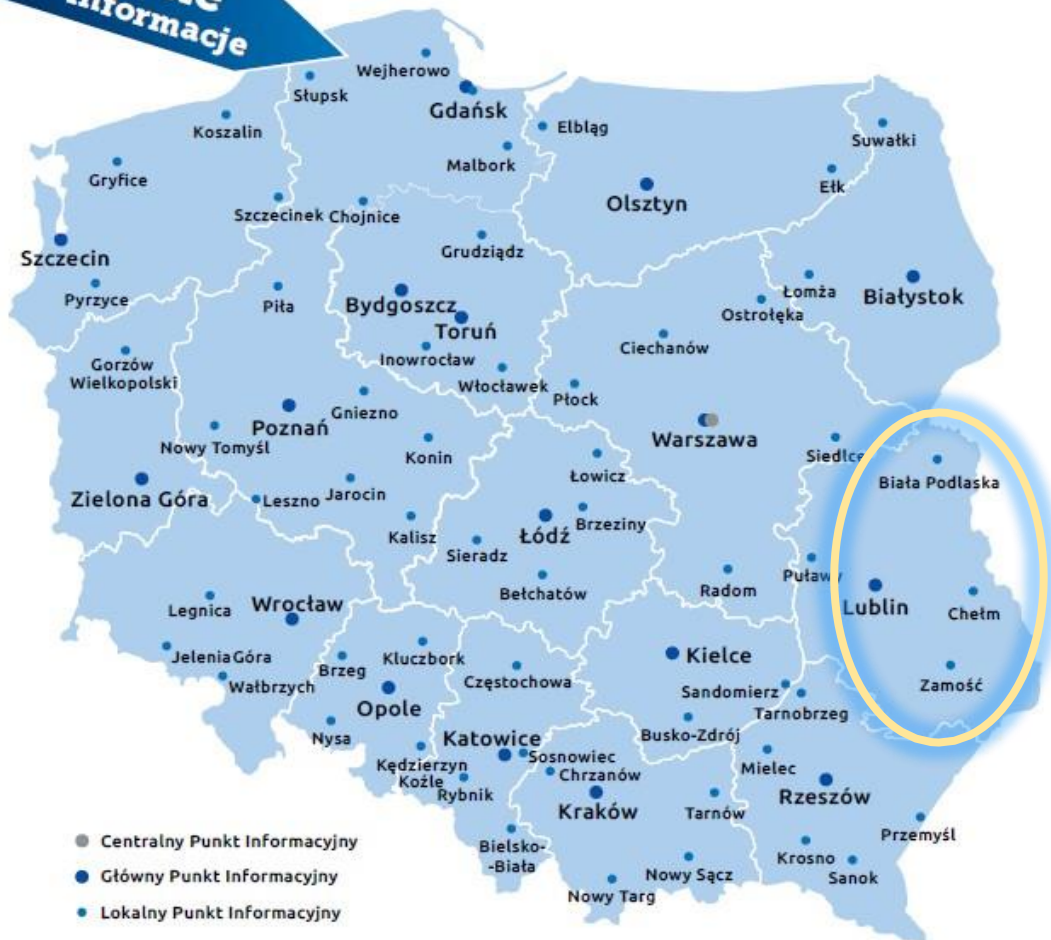 informacje
Wejherowo
Słupsk
Gdańsk
Koszalin
Elbląg
Suwałki
Malbork
Gryfice
Ełk
Olsztyn
Szczecinek
Chojnice
Grudziądz
Szczecin
Pyrzyce
Piła
Bydgoszcz
Toruń
Łomża
Białystok
Ostrołęka
Ciechanów
Inowrocław
Gorzów
Wielkopolski
Włocławek
Płock
Gniezno
Poznań
Nowy Tomyśl
Warszawa
Konin
Siedlce
Łowicz
Biała Podlaska
Zielona Góra
Leszno
Jarocin
Kalisz
Brzeziny
Łódź
Sieradz
Bełchatów
Radom
Puławy
Lublin
Chełm
Legnica
Wrocław
Jelenia Góra
Brzeg
Kluczbork
Kielce
Wałbrzych
Częstochowa
Sandomierz
Zamość
Opole
Tarnobrzeg
Nysa
Katowice
Busko-Zdrój
Sosnowiec
Kędzierzyn
Koźle
Chrzanów
Mielec
Rybnik
Rzeszów
Kraków
Tarnów
Przemyśl
Bielsko-
-Biała
Krosno
Nowy Sącz
Sanok
Nowy Targ
Centralny Punkt Informacyjny
Główny Punkt Informacyjny
Lokalny Punkt Informacyjny